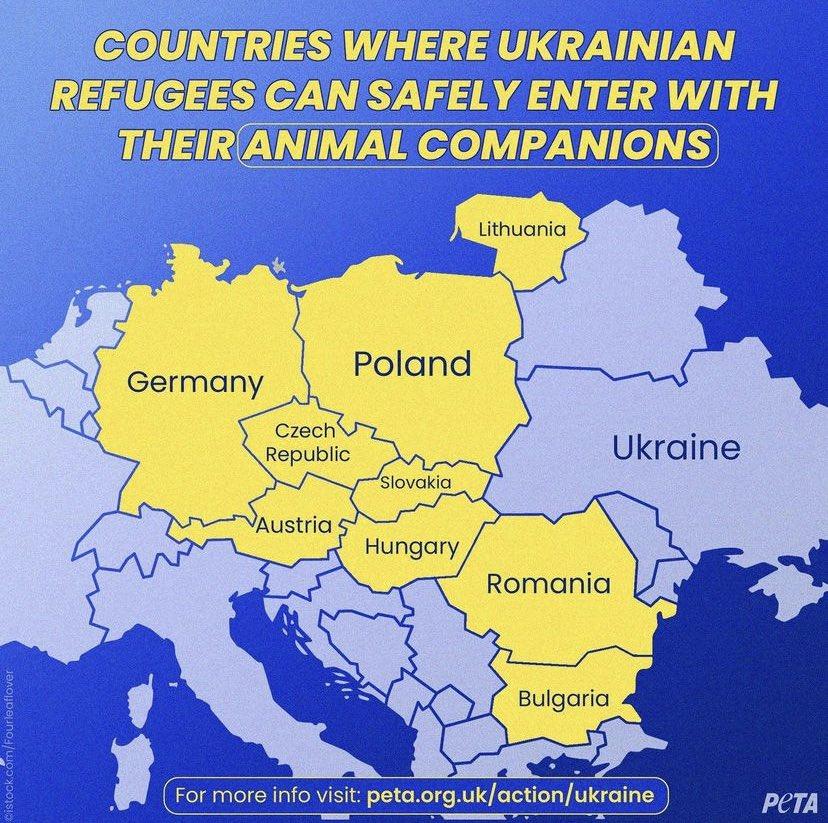 COUNTRIES WHERE UKRAINIAN
REFUGEES CAN SAFELY ENTER WITH
THEIR ANIMAL COMPANIONS
Lithuania
Poland
Germany
Czech
Republic
Ukraine
Slovakia
Austria
Hungary
Romania
Bulgaria
©istock.com/Fourleaflover
For more info visit: peta.org.uk/action/ukraine
PETA